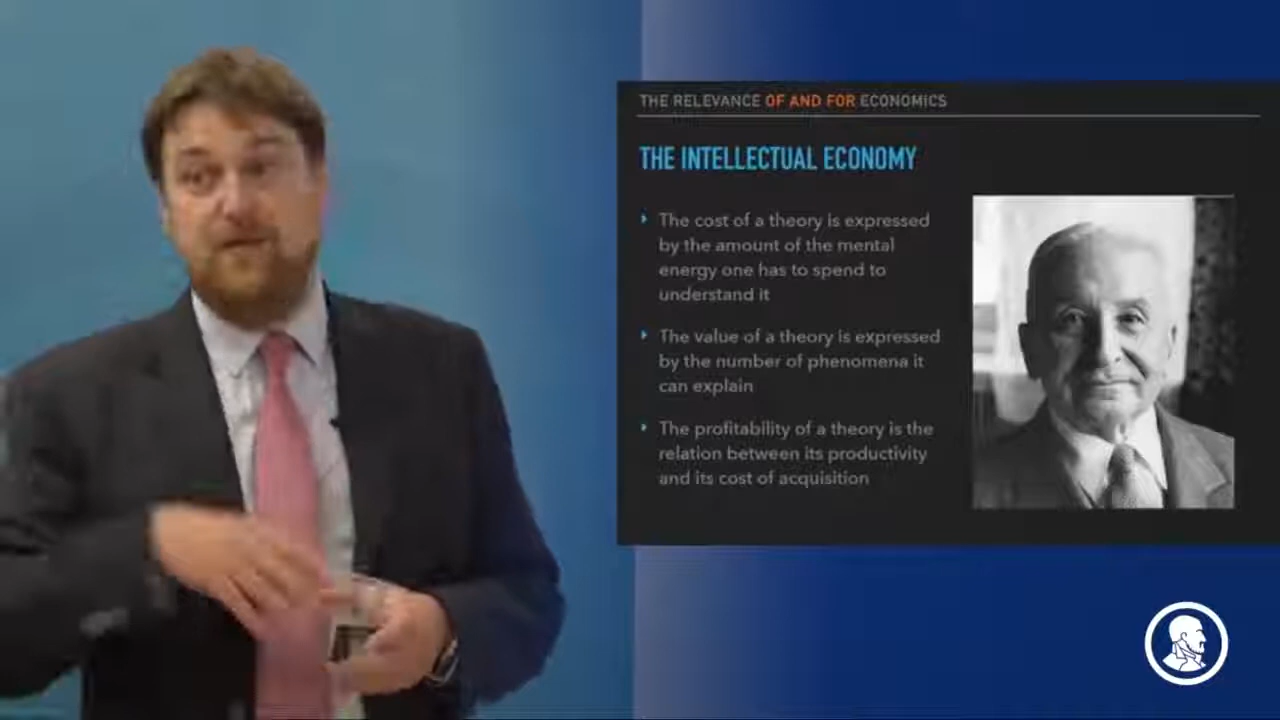 THE RELEVANCE OF AND FOR ECONOMICS
THE INTELLECTUAL ECONOMY
The cost of a theory is expressed
by the amount of the mental
energy one has to spend to
understand it
The value of a theory is expressed
by the number of phenomena it
can explain
The profitability of a theory is the
relation between its productivity
and its cost of acquisition